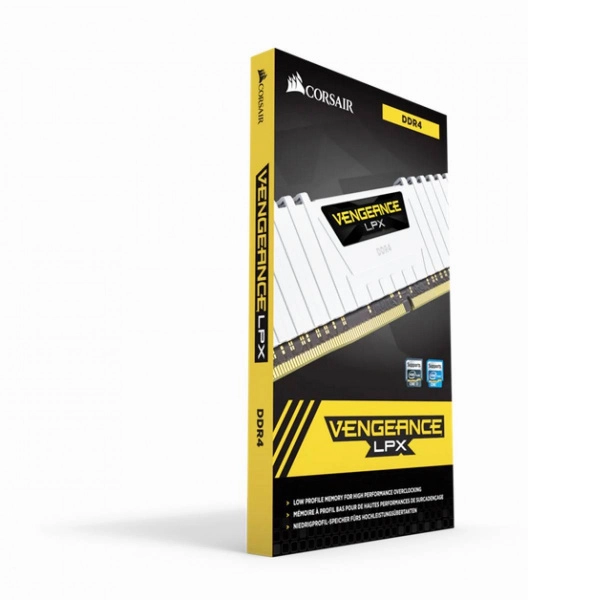 CORSAIR
VENGEANCE LPX
DDR4
CORSAIR
DDR4
VENGEANCE
LPX
DDR4
VENGEANCE
LPX
LOW PROFILE MEMORY FOR HIGH PERFORMANCE OVERCLOCKING
MÉMOIRE À PROFIL BAS POUR DE HAUTES PERFORMANCES DE SURCADENÇAGE
NIEDRIGPROFIL-SPEICHER FÜRS HOCHLEISTUNGSÜBERTAKTEN